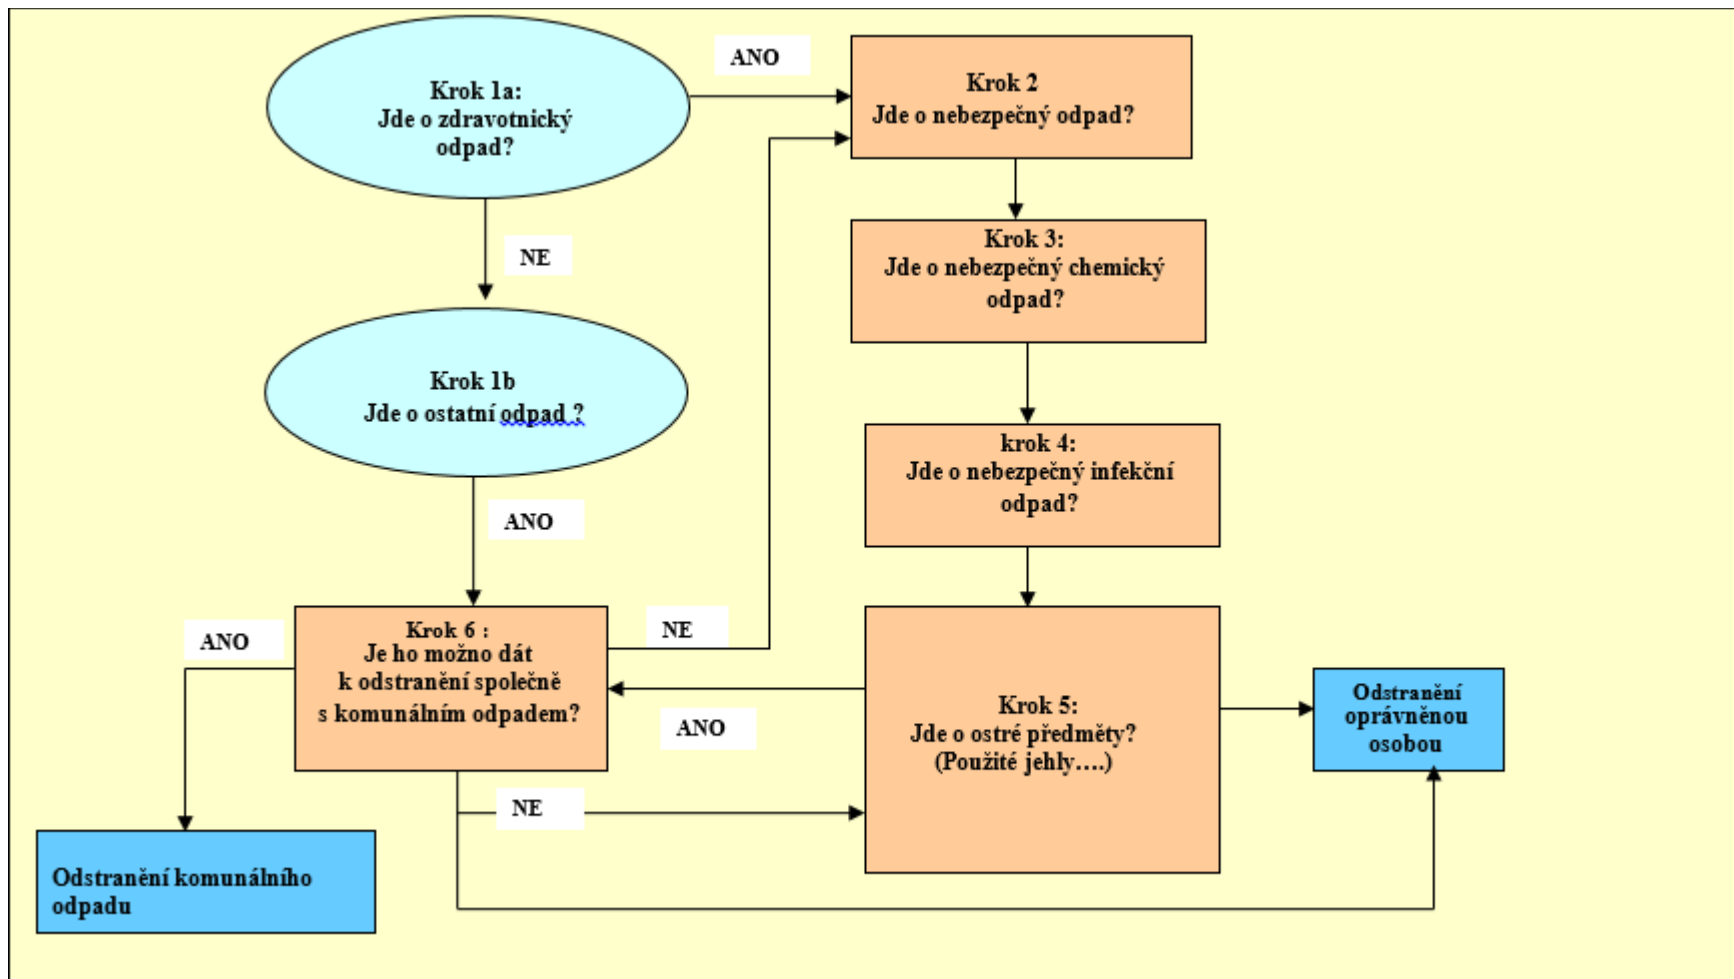 Krok 1a:
Jde o zdravotnický
odpad?
ANO
Krok 2
Jde o nebezpečný odpad?
NE
Krok 3:
Jde o nebezpečný chemický
odpad?
Krok 1b
Jde o ostatní odpad ?
ANO
krok 4:
Jde o nebezpečný infekční
odpad?
ANO
Krok 6 :
Je ho možno dát
k odstranění společně
s komunálním odpadem?
NE
ANO
Krok 5:
Jde o ostré předměty?
(Použité jehly….)
Odstranění
oprávněnou
osobou
NE
Odstranění komunálního
odpadu